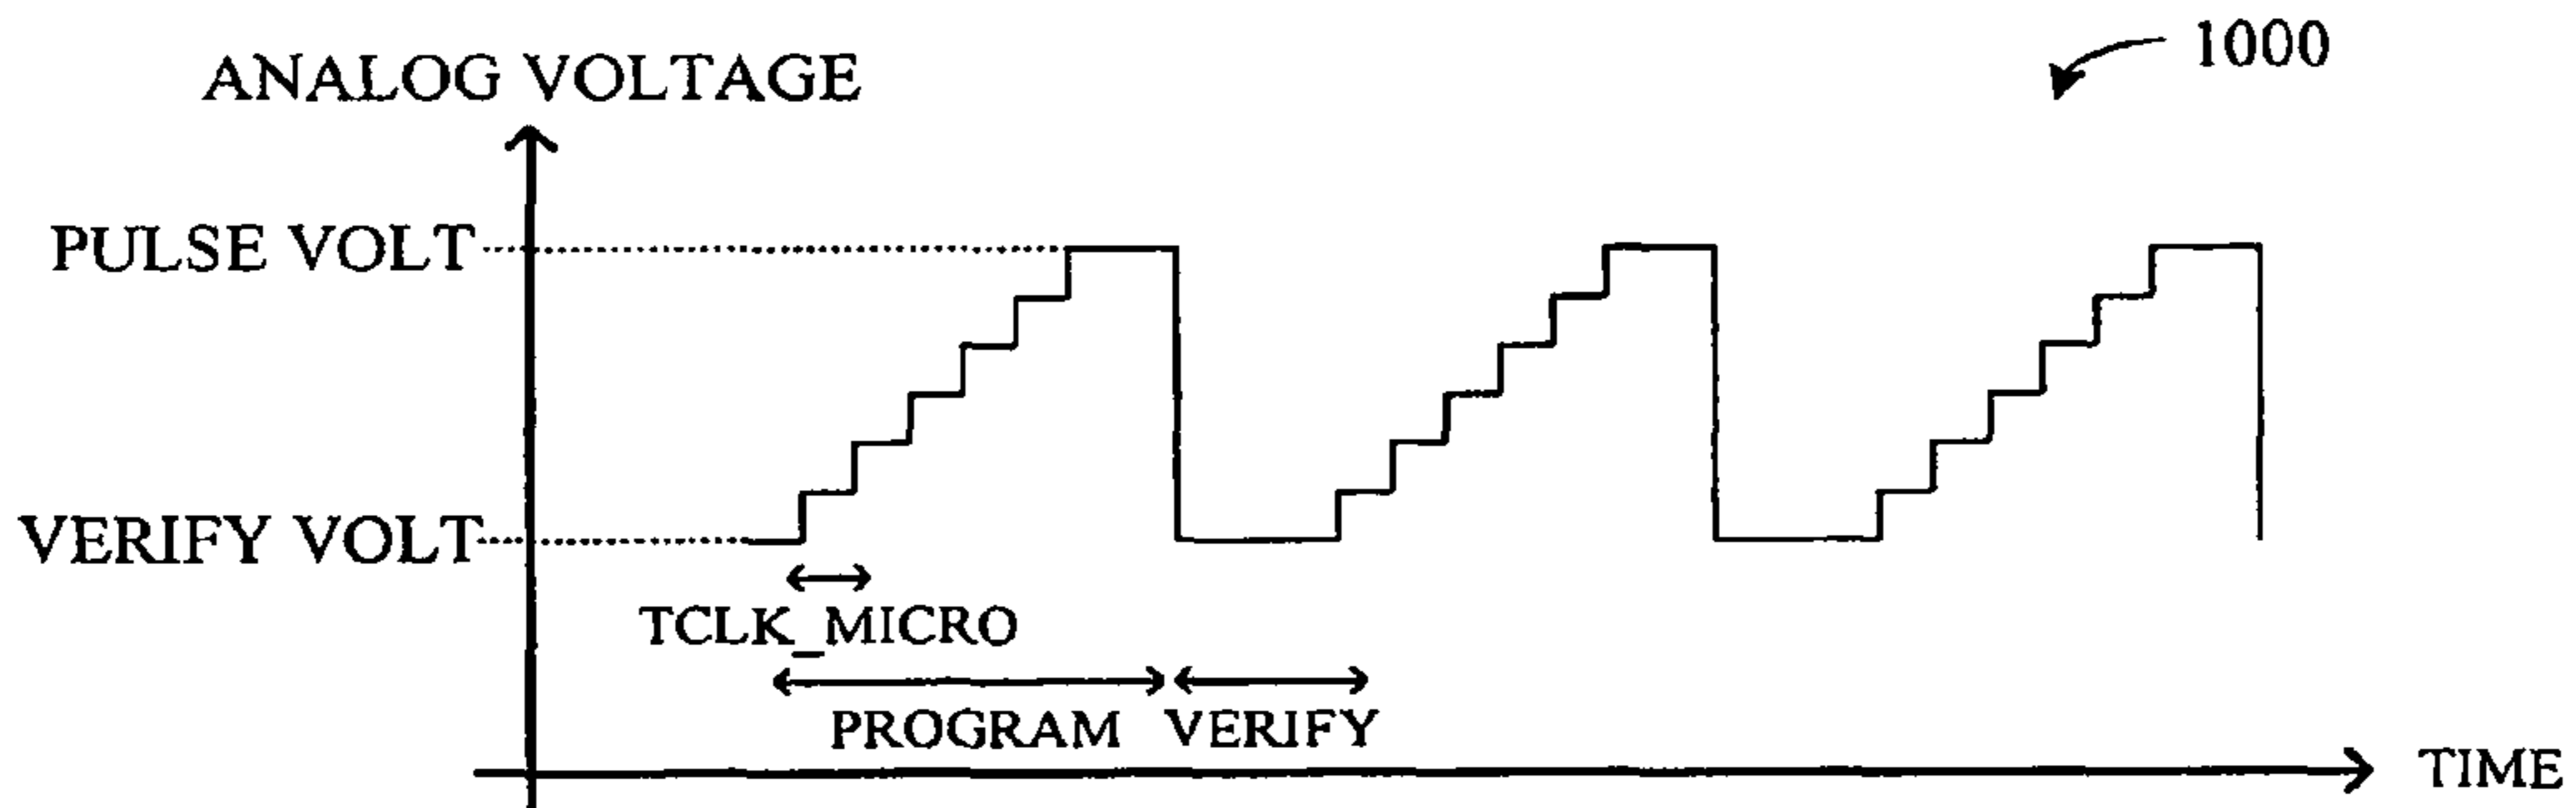 1000
ANALOG VOLTAGE
PULSE VOLT
VERIFY VOLT
TCLK_MICRO
PROGRAM VERIFY
TIME